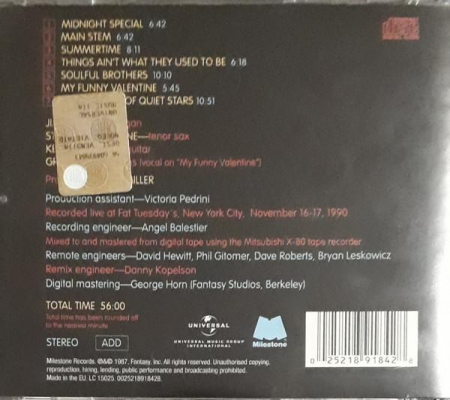 MIDNIGHT SPECIAL 6:42
MAIN STEM 6:42
SUMMERTIME 8:11
THINGS AIN'T WHAT THEY USED TO BE 6:18
SOULFUL BROTHERS 10:10
MY FUNNY VALENTINE 5:45
OF QUIET STARS 10:51
tenor sax
(vocal on "My Funny Valentine")
Production assistant—Victoria Pedrini
Recorded live at Fat Tuesday's, New York City, November 16-17, 1990
Recording engineer—Angel Balestier
Mixed to and mastered from digital tape using the Mitsubishi X-80 tape recorder
Remote engineers—David Hewitt, Phil Gitomer, Dave Roberts, Bryan Leskowicz
Remix engineer—Danny Kopelson
Digital mastering—George Horn (Fantasy Studios, Berkeley)
TOTAL TIME 56:00
Total time has been rounded off
to the nearest minute
STEREO ADD
UNIVERSAL
UNIVERSAL MUSIC GROUP
INTERNATIONAL
M
Milestone
0 25218 91842 8
Milestone Records. ℗&© 1987, Fantasy, Inc. All rights reserved. Unauthorised copying,
reproduction, hiring, lending, public performance and broadcasting prohibited.
Made in the EU. LC 15025 0025218918428